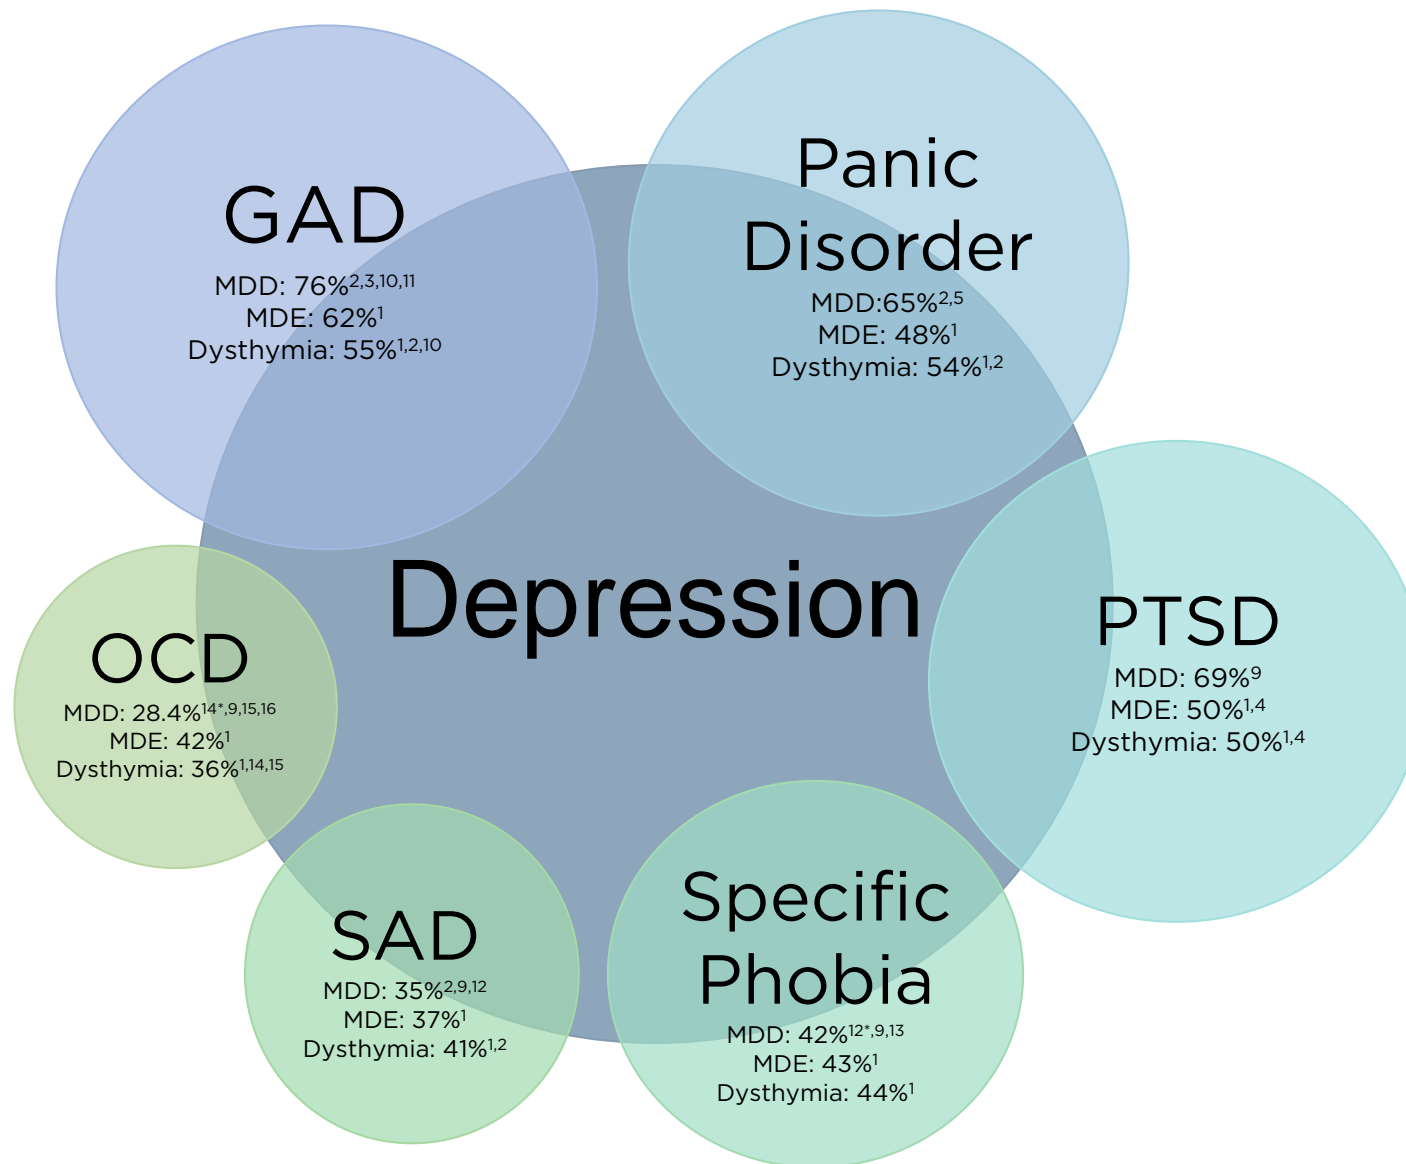 GAD
MDD: 76%2,3,10,11
MDE: 62%1
Dysthymia: 55%1,2,10
Panic
Disorder
MDD:65%2,5
MDE: 48%1
Dysthymia: 54%1,2
Depression
PTSD
MDD: 69%9
MDE: 50%1,4
Dysthymia: 50%1,4
OCD
MDD: 28.4%14*,9,15,16
MDE: 42%1
Dysthymia: 36%1,14,15
SAD
MDD: 35%2,9,12
MDE: 37%1
Dysthymia: 41%1,2
Specific
Phobia
MDD: 42%12*,9,13
MDE: 43%1
Dysthymia: 44%1